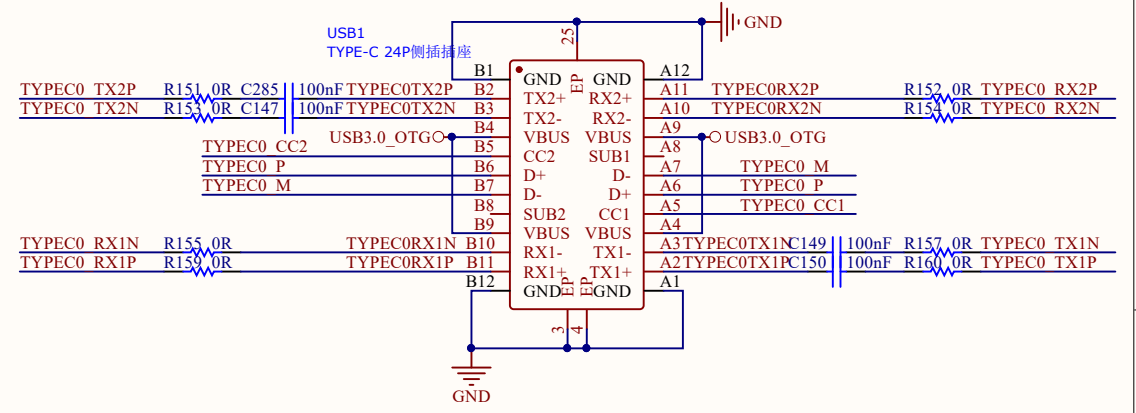 GND
25
USB1
TYPE-C 24P侧插插座
B1 GND EP GND A12
TYPEC0_TX2P R151 0R C285 100nF TYPEC0TX2P B2 TX2+ RX2+ A11 TYPEC0RX2P R152 0R TYPEC0_RX2P
TYPEC0_TX2N R153 0R C147 100nF TYPEC0TX2N B3 TX2- RX2- A10 TYPEC0RX2N R154 0R TYPEC0_RX2N
USB3.0_OTG B4 VBUS VBUS A9 USB3.0_OTG
TYPEC0_CC2 B5 CC2 SUB1 A8
TYPEC0_P B6 D+ D- A7 TYPEC0_M
TYPEC0_M B7 D- D+ A6 TYPEC0_P
B8 SUB2 CC1 A5 TYPEC0_CC1
B9 VBUS VBUS A4
TYPEC0_RX1N R155 0R TYPEC0RX1N B10 RX1- TX1- A3 TYPEC0TX1N C149 100nF R157 0R TYPEC0_TX1N
TYPEC0_RX1P R159 0R TYPEC0RX1P B11 RX1+ TX1+ A2 TYPEC0TX1P C150 100nF R160 0R TYPEC0_TX1P
B12 GND EP EP GND A1
3 4
GND